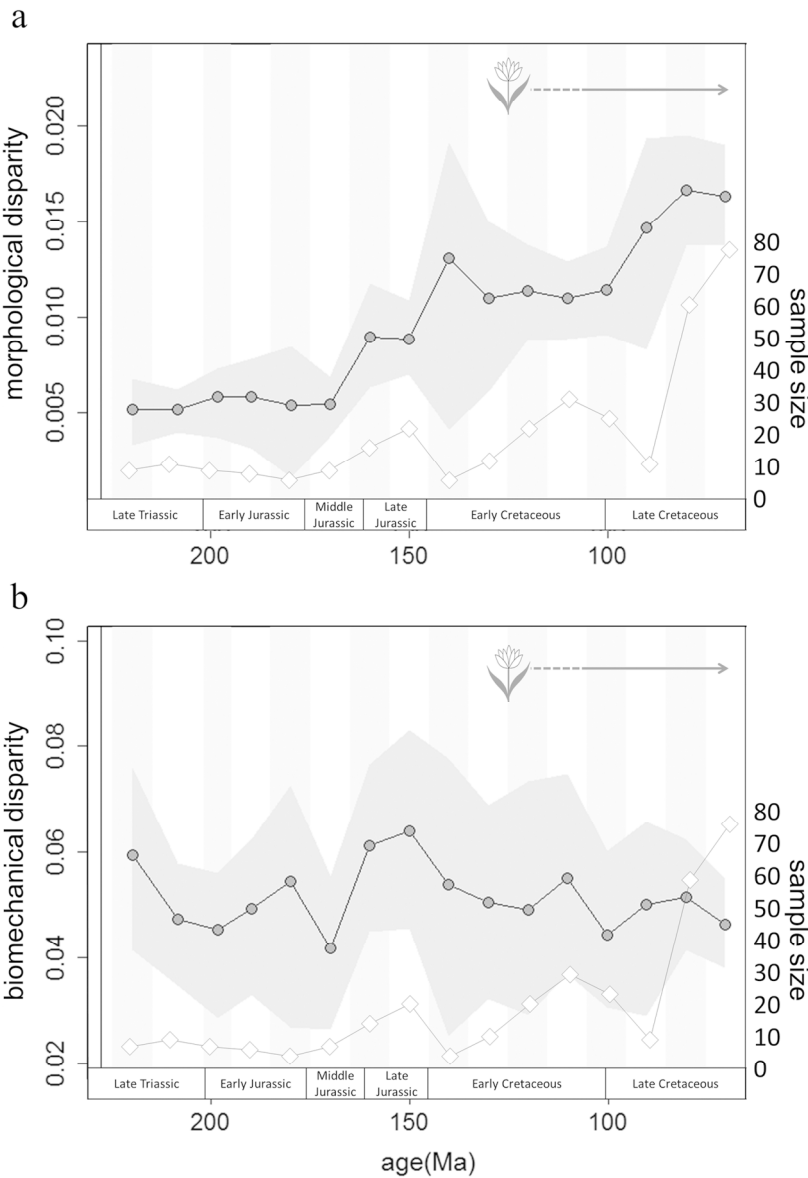 a
morphological disparity
0.020
0.015
0.010
0.005
80
70
60
50
40
30
20
10
0
sample size
Late Triassic
Early Jurassic
Middle
Jurassic
Late
Jurassic
Early Cretaceous
Late Cretaceous
200
150
100
b
biomechanical disparity
0.10
0.08
0.06
0.04
0.02
80
70
60
50
40
30
20
10
0
sample size
Late Triassic
Early Jurassic
Middle
Jurassic
Late
Jurassic
Early Cretaceous
Late Cretaceous
200
150
100
age(Ma)